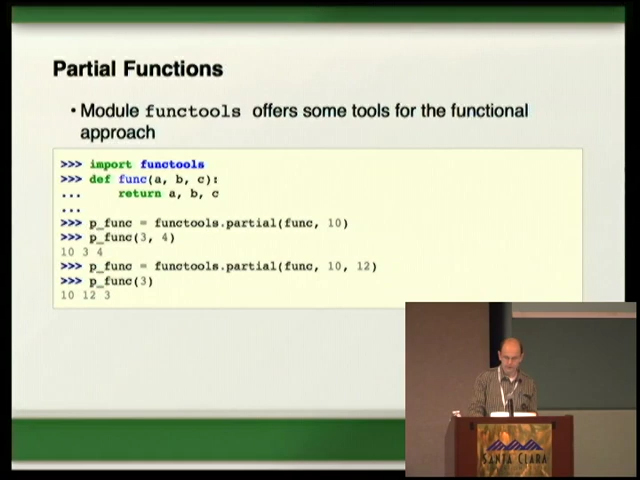 Partial Functions
• Module functools offers some tools for the functional
approach
>>> import functools
>>> def func(a, b, c):
...     return a, b, c
...
>>> p_func = functools.partial(func, 10)
>>> p_func(3, 4)
10 3 4
>>> p_func = functools.partial(func, 10, 12)
>>> p_func(3)
10 12 3
SANTA CLARA